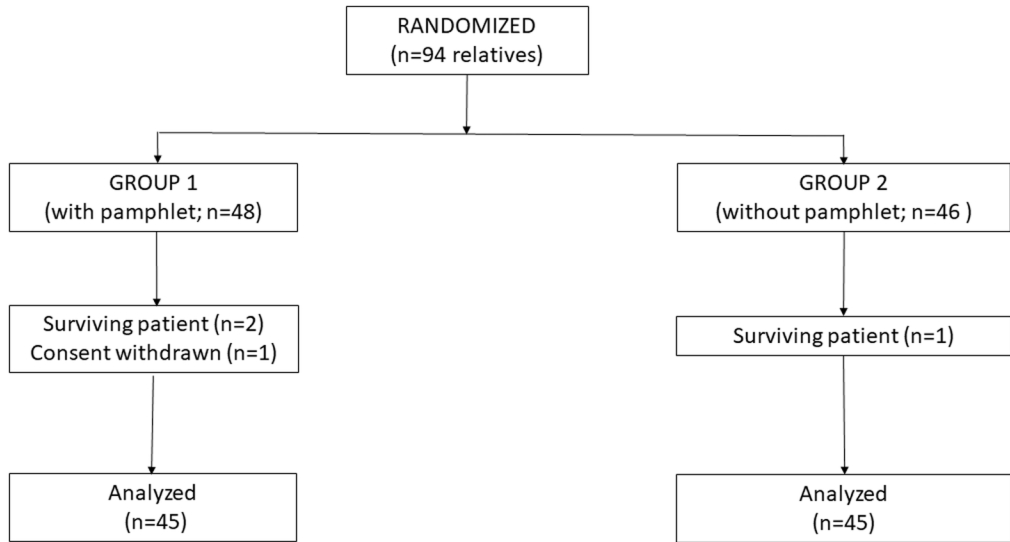 RANDOMIZED
(n=94 relatives)
GROUP 1
(with pamphlet; n=48)
GROUP 2
(without pamphlet; n=46 )
Surviving patient (n=2)
Consent withdrawn (n=1)
Surviving patient (n=1)
Analyzed
(n=45)
Analyzed
(n=45)